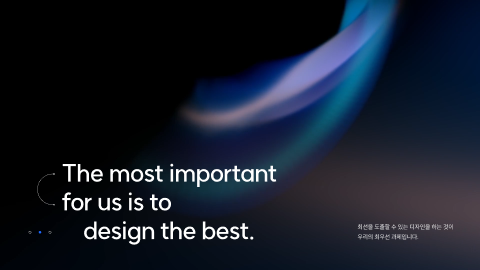 The most important
for us is to
design the best.
최선을 도출할 수 있는 디자인을 하는 것이
우리의 최우선 과제입니다.